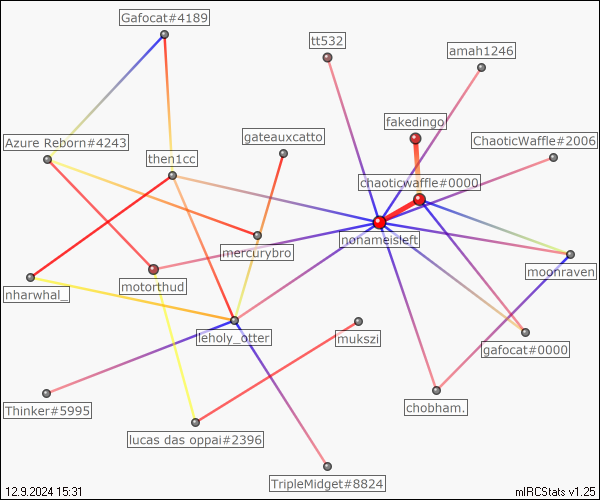 Gafocat#4189
tt532
amah1246
fakedingo
Azure Reborn#4243
gateauxcatto
ChaoticWaffle#2006
then1cc
chaoticwaffle#0000
nonameisleft
mercurybro
moonraven
nharwhal_
motorthud
leholy_otter
mukszi
gafocat#0000
Thinker#5995
chobham.
lucas das oppai#2396
TripleMidget#8824
12.9.2024 15:31
mIRCStats v1.25